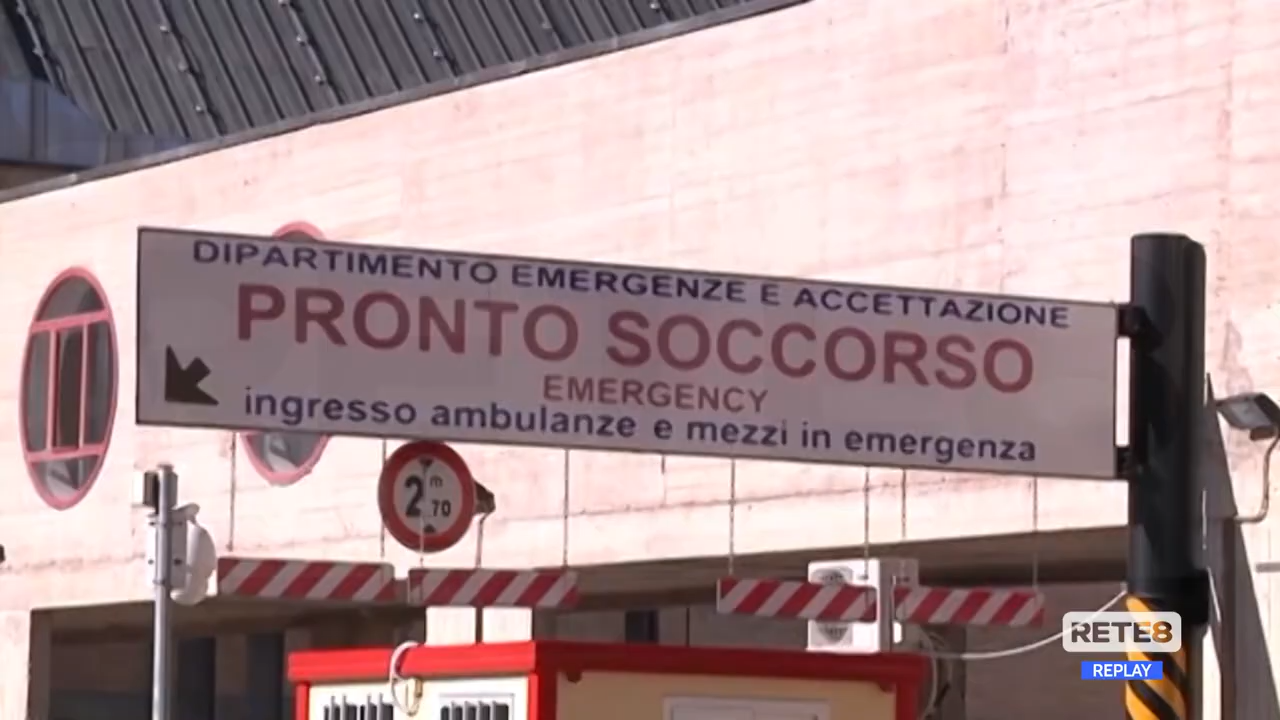 DIPARTIMENTO EMERGENZE E ACCETTAZIONE
PRONTO SOCCORSO
EMERGENCY
ingresso ambulanze e mezzi in emergenza
2 m 70
RETE8
REPLAY